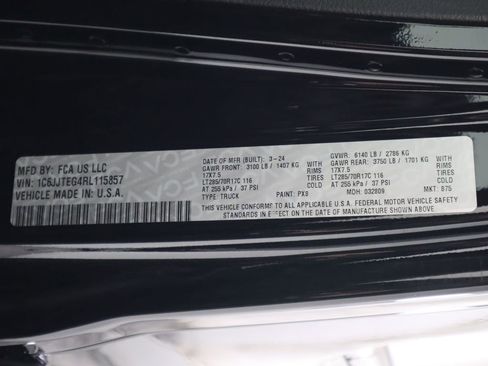 MFD BY: FCA US LLC
VIN: 1C6JJTEG4RL115857
VEHICLE MADE IN: U.S.A.
DATE OF MFR (BUILT): 3-24 GVWR: 6140 LB / 2786 KG
GAWR FRONT: 3100 LB / 1407 KG WITH GAWR REAR: 3750 LB / 1701 KG WITH
17X7.5 RIMS 17X7.5 RIMS
LT285/70R17C 116 TIRES LT285/70R17C 116 TIRES
AT 255 kPa / 37 PSI COLD AT 255 kPa / 37 PSI COLD
TYPE: TRUCK PAINT: PX8 MDH: 032809 MKT: B75
THIS VEHICLE CONFORMS TO ALL APPLICABLE U.S.A. FEDERAL MOTOR VEHICLE SAFETY
STANDARDS IN EFFECT ON THE DATE OF MANUFACTURE SHOWN ABOVE